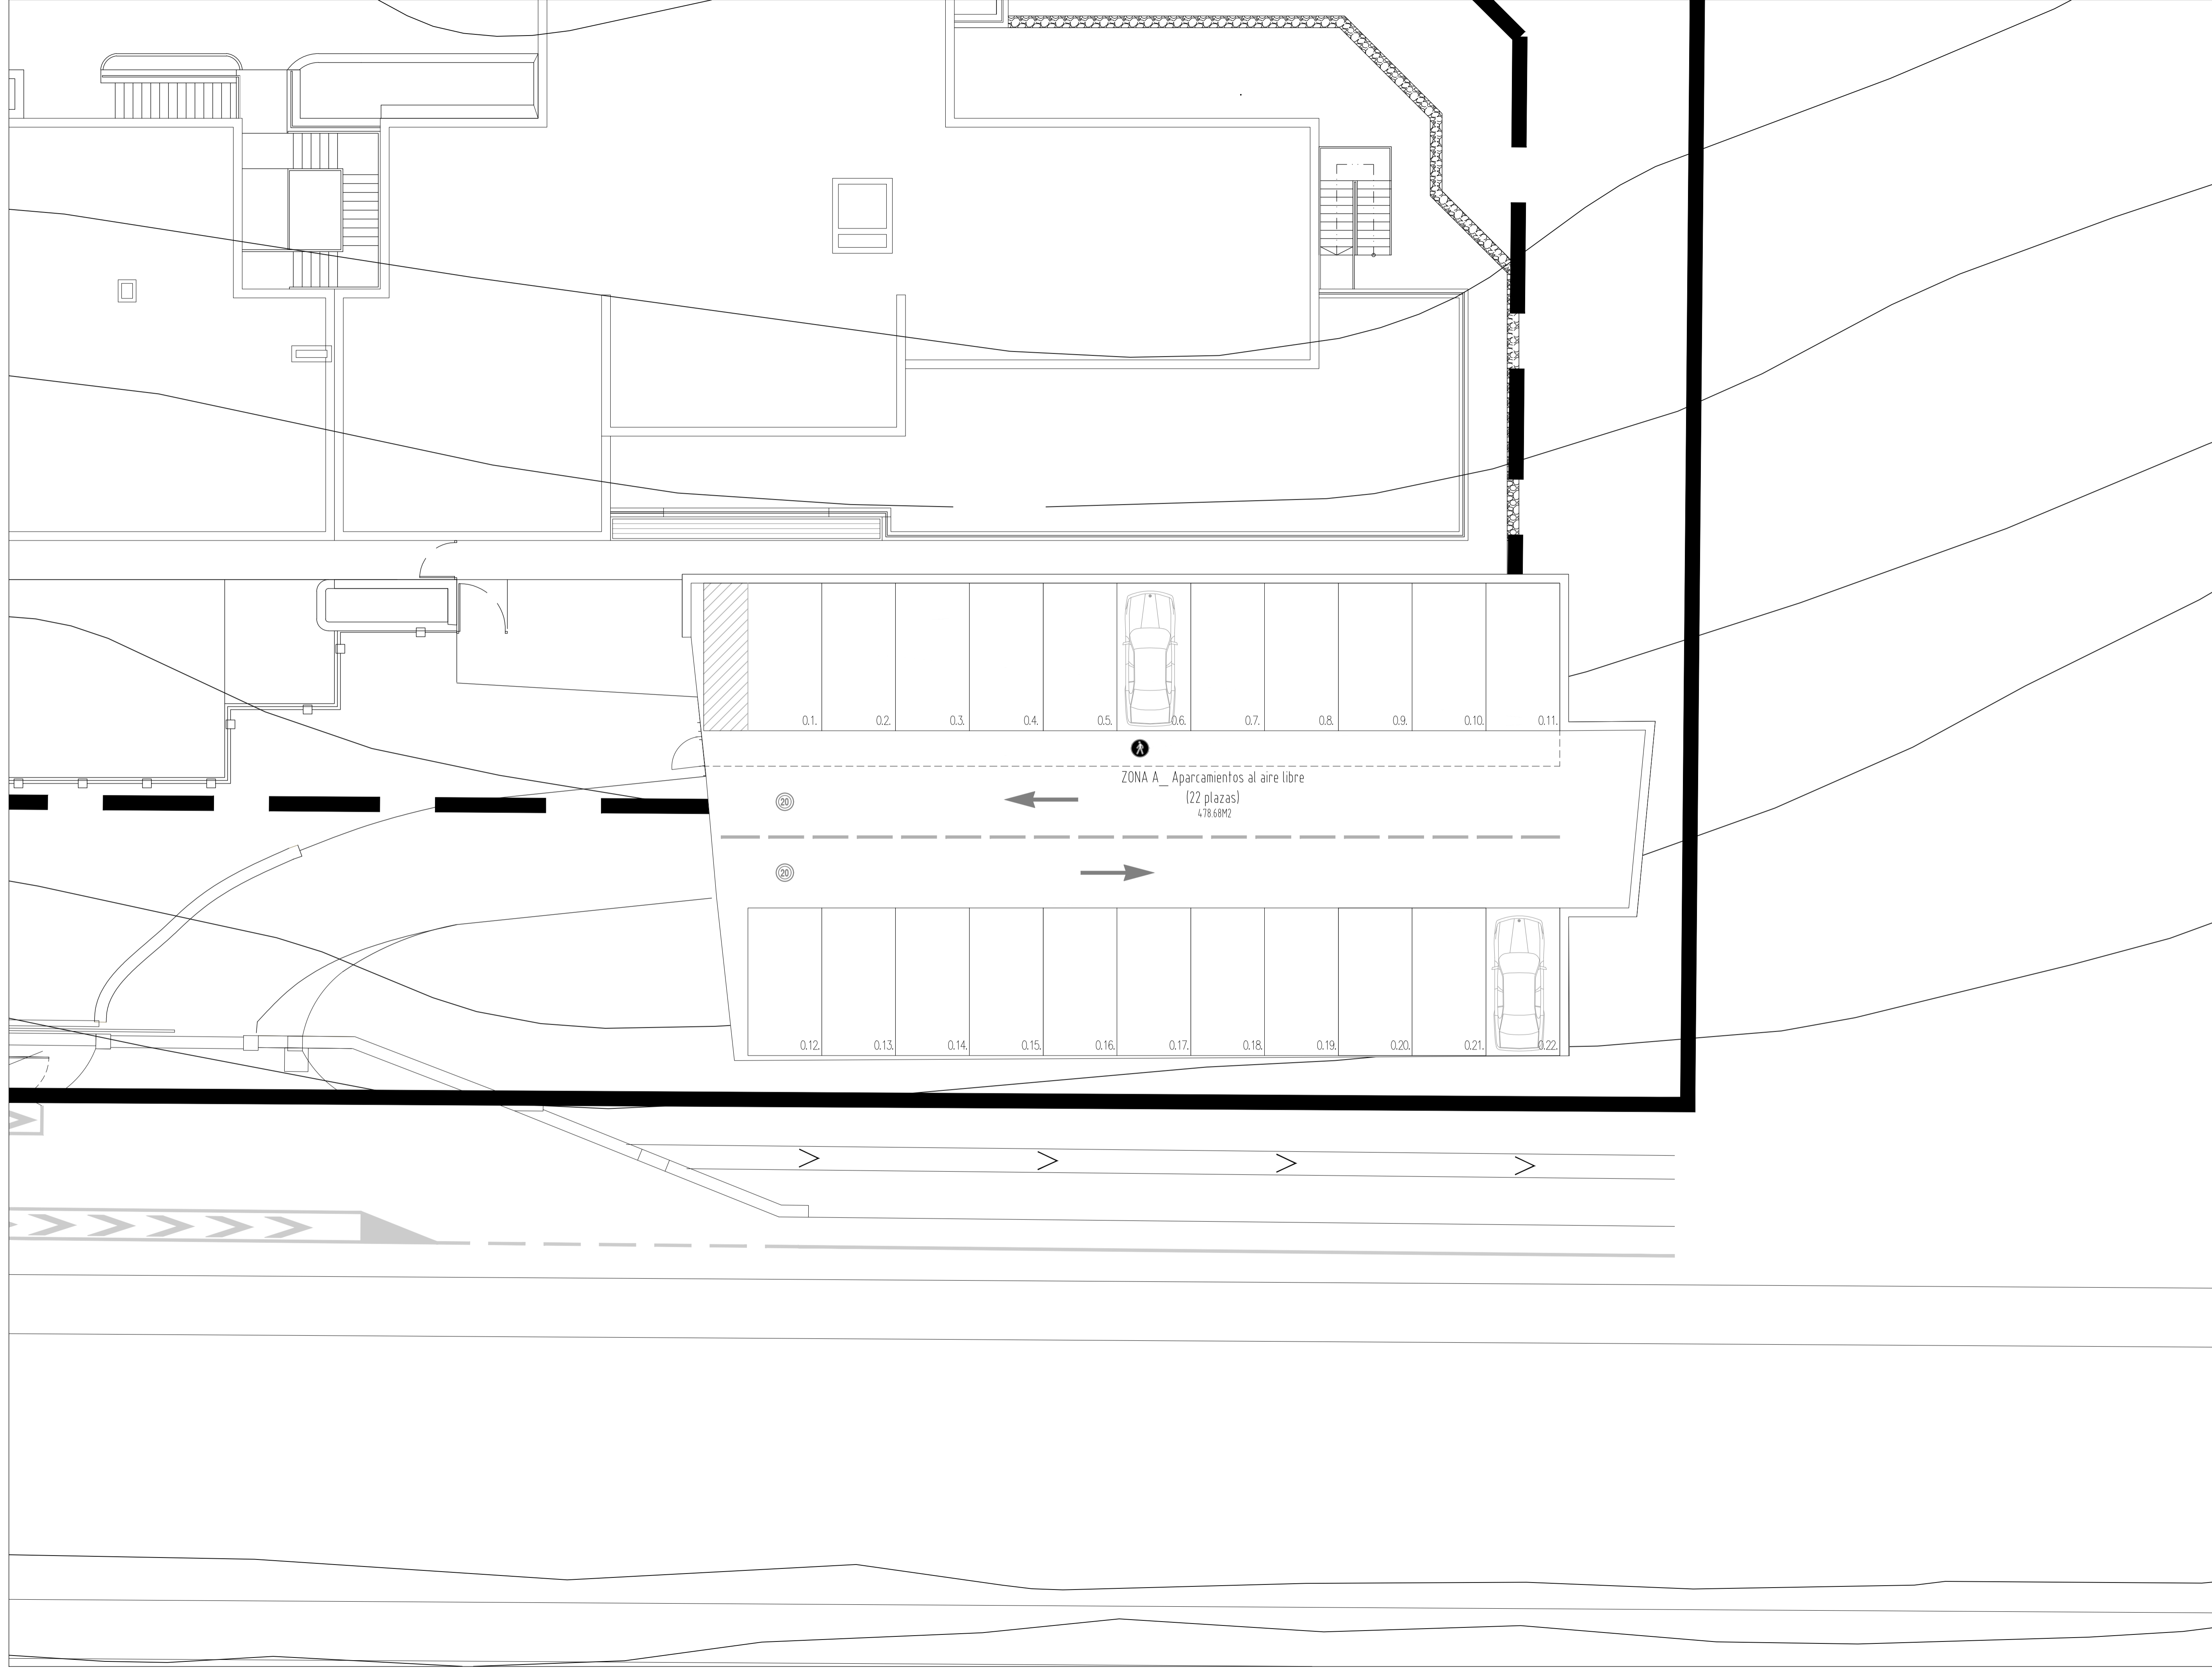 0.1. 0.2. 0.3. 0.4. 0.5. 0.6. 0.7. 0.8. 0.9. 0.10. 0.11.
ZONA A_ Aparcamientos al aire libre
(22 plazas)
478.68M2
20
20
0.12. 0.13. 0.14. 0.15. 0.16. 0.17. 0.18. 0.19. 0.20. 0.21. 0.22.